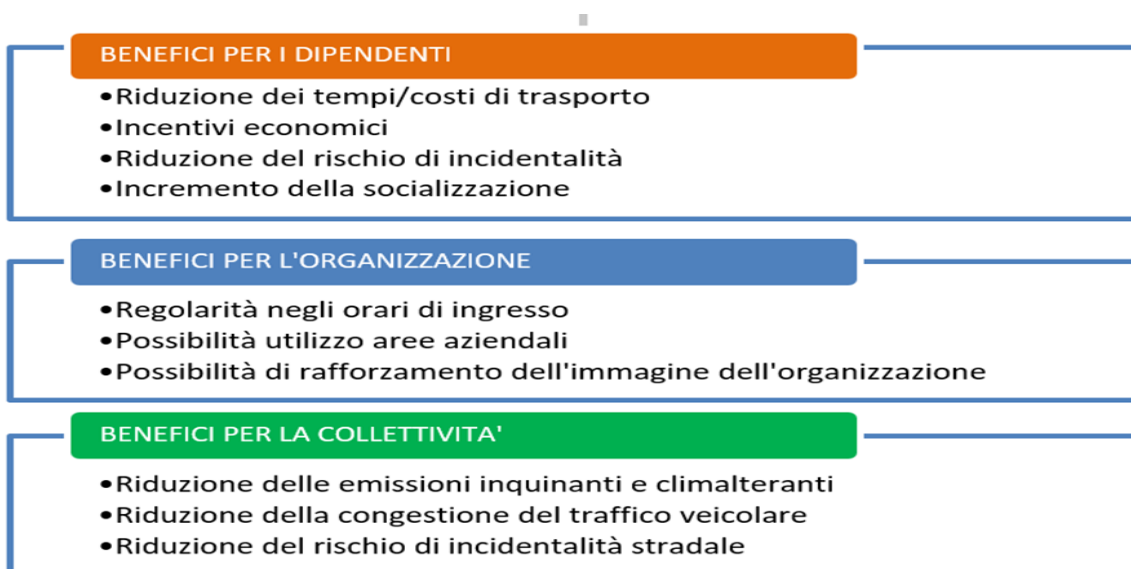 BENEFICI PER I DIPENDENTI
•Riduzione dei tempi/costi di trasporto
•Incentivi economici
•Riduzione del rischio di incidentalità
•Incremento della socializzazione
BENEFICI PER L'ORGANIZZAZIONE
•Regolarità negli orari di ingresso
•Possibilità utilizzo aree aziendali
•Possibilità di rafforzamento dell'immagine dell'organizzazione
BENEFICI PER LA COLLETTIVITA'
•Riduzione delle emissioni inquinanti e climalteranti
•Riduzione della congestione del traffico veicolare
•Riduzione del rischio di incidentalità stradale